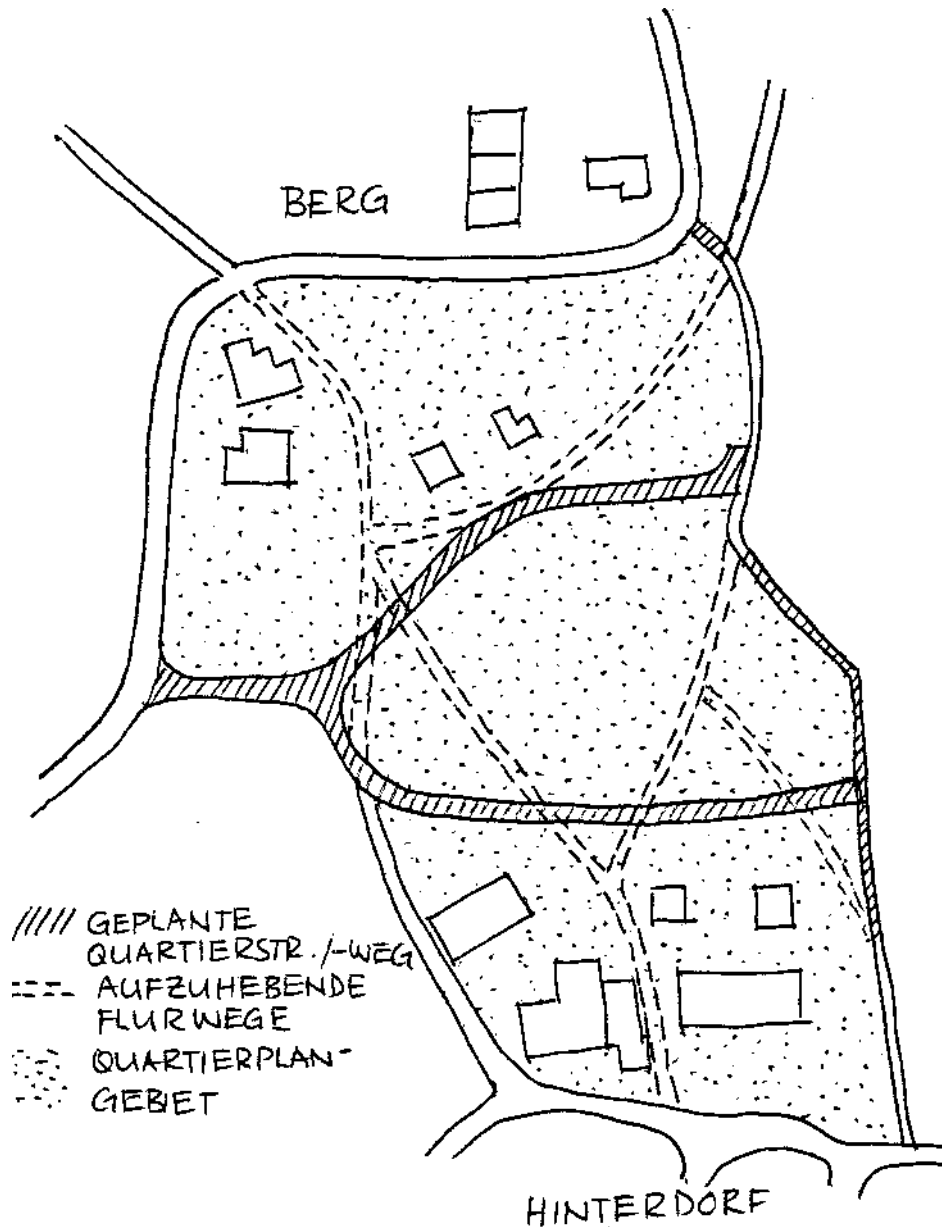 BERG
GEPLANTE
QUARTIERSTR./-WEG
AUFZUHEBENDE
FLURWEGE
QUARTIERPLAN-
GEBIET
HINTERDORF